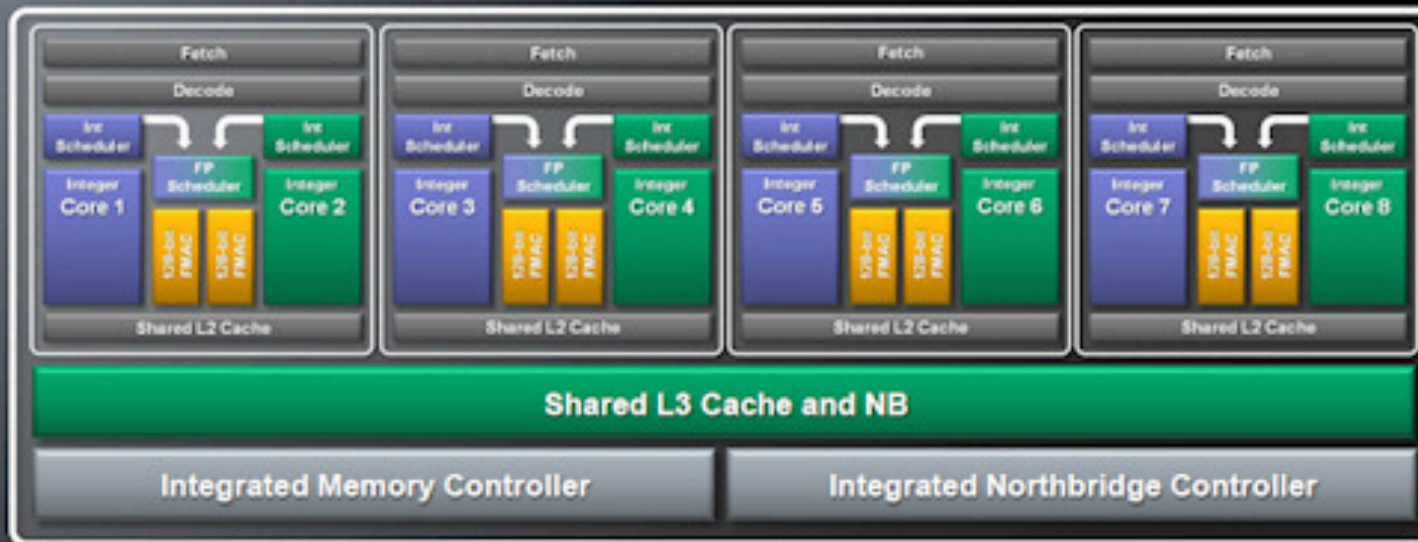 Fetch
Decode
Int
Scheduler
Int
Scheduler
FP
Scheduler
Integer
Core 1
Integer
Core 2
128-bit
FMAC
128-bit
FMAC
Shared L2 Cache
Fetch
Decode
Int
Scheduler
Int
Scheduler
FP
Scheduler
Integer
Core 3
Integer
Core 4
128-bit
FMAC
128-bit
FMAC
Shared L2 Cache
Fetch
Decode
Int
Scheduler
Int
Scheduler
FP
Scheduler
Integer
Core 5
Integer
Core 6
128-bit
FMAC
128-bit
FMAC
Shared L2 Cache
Fetch
Decode
Int
Scheduler
Int
Scheduler
FP
Scheduler
Integer
Core 7
Integer
Core 8
128-bit
FMAC
128-bit
FMAC
Shared L2 Cache
Shared L3 Cache and NB
Integrated Memory Controller
Integrated Northbridge Controller